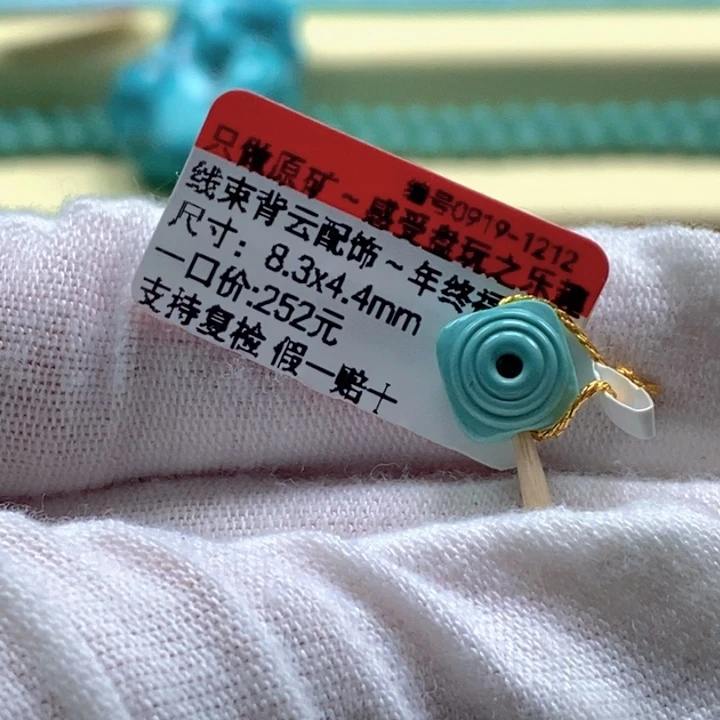 编号0919-1212
只做原矿~感受盘玩之乐趣
线束背云配饰~年终福
尺寸：8.3x4.4mm
一口价:252元
支持复检 假一赔十